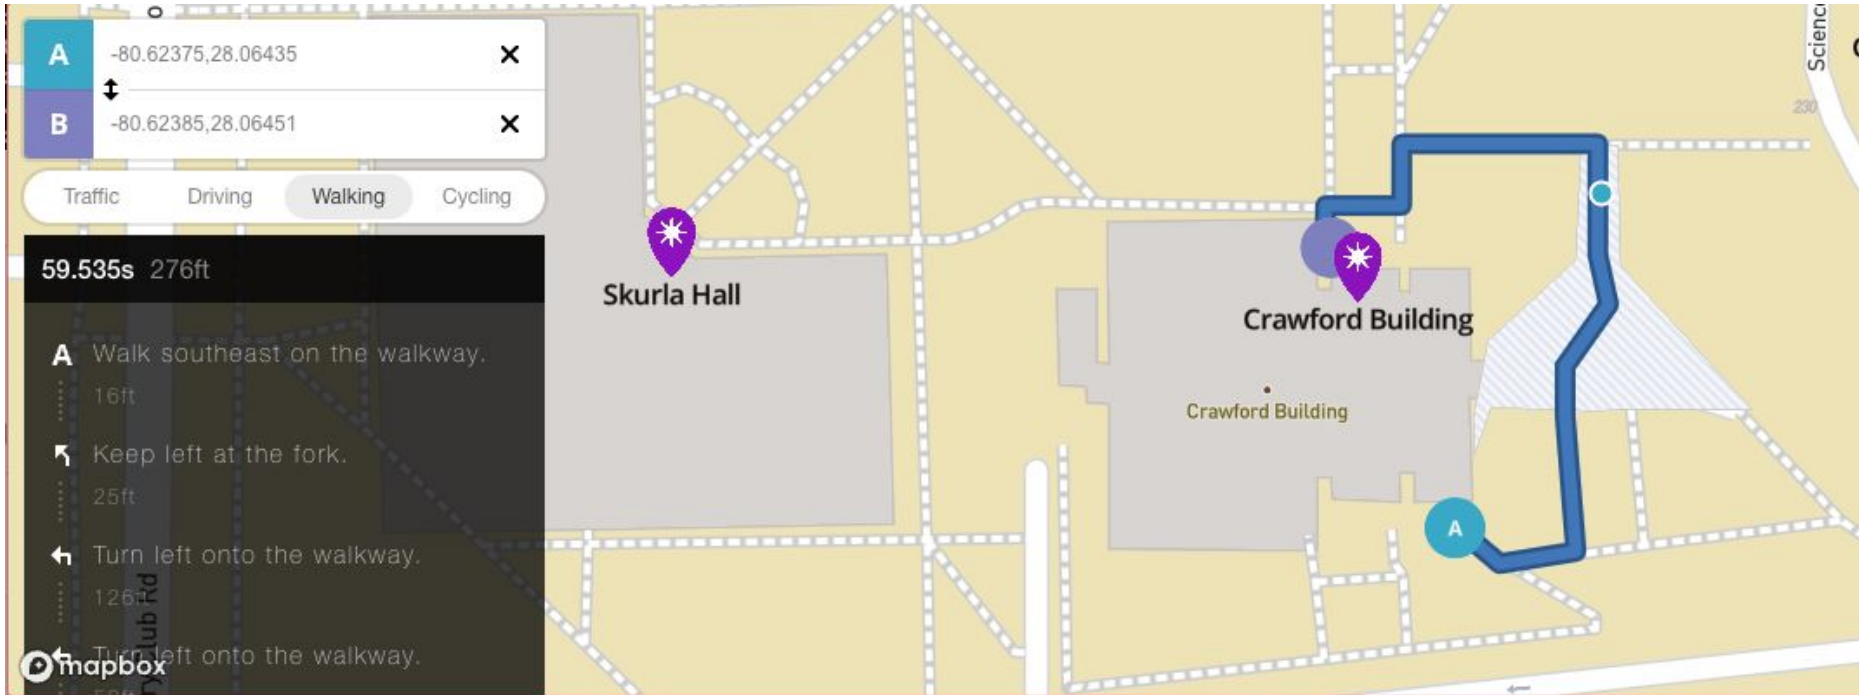 A -80.62375,28.06435 ×
B -80.62385,28.06451 ×
Traffic Driving Walking Cycling
59.535s 276ft
A Walk southeast on the walkway.
16ft
Keep left at the fork.
25ft
Turn left onto the walkway.
126ft
Turn left onto the walkway.
mapbox
Skurla Hall
Crawford Building
Crawford Building
A
230